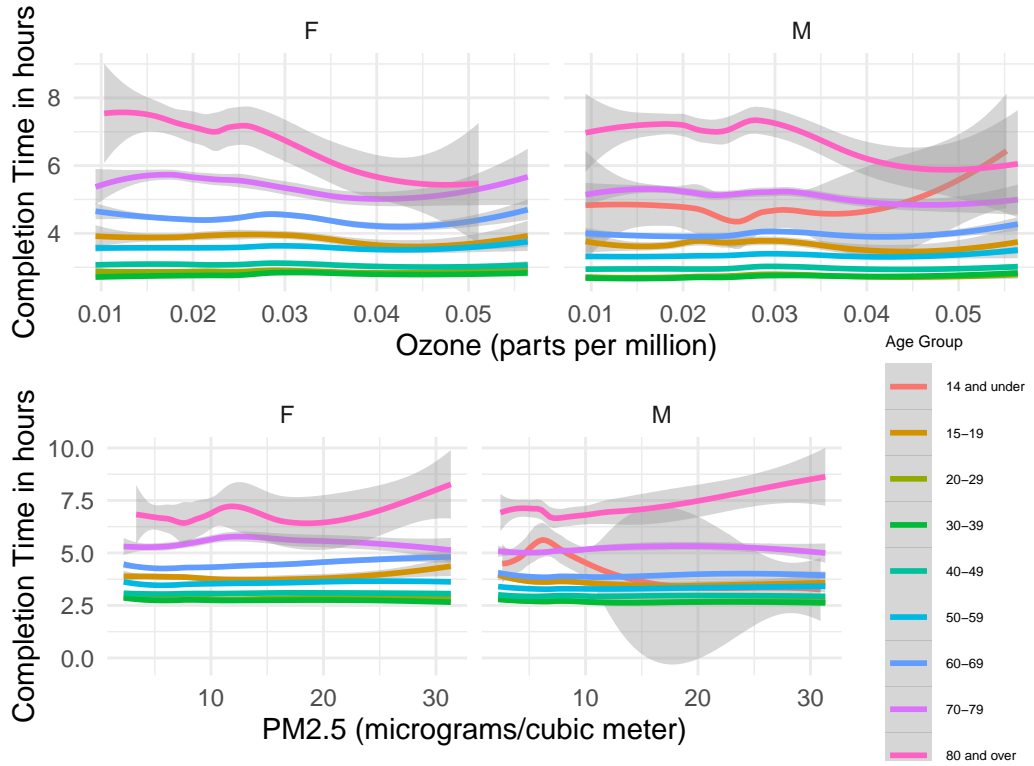 F
M
Completion Time in hours
8
6
4
0.01 0.02 0.03 0.04 0.05
0.01 0.02 0.03 0.04 0.05
Ozone (parts per million)
F
M
Completion Time in hours
10.0
7.5
5.0
2.5
0.0
10 20 30
10 20 30
PM2.5 (micrograms/cubic meter)
Age Group
14 and under
15−19
20−29
30−39
40−49
50−59
60−69
70−79
80 and over